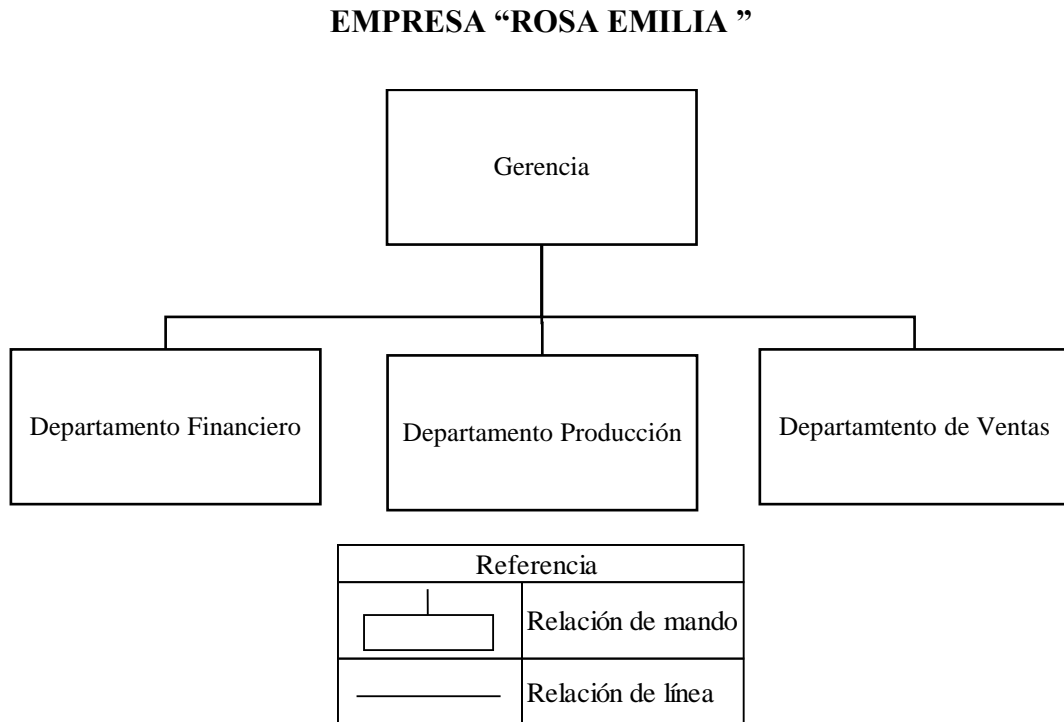 EMPRESA “ROSA EMILIA ”
Gerencia
Departamento Financiero
Departamento Producción
Departamtento de Ventas
Referencia
Relación de mando
Relación de línea